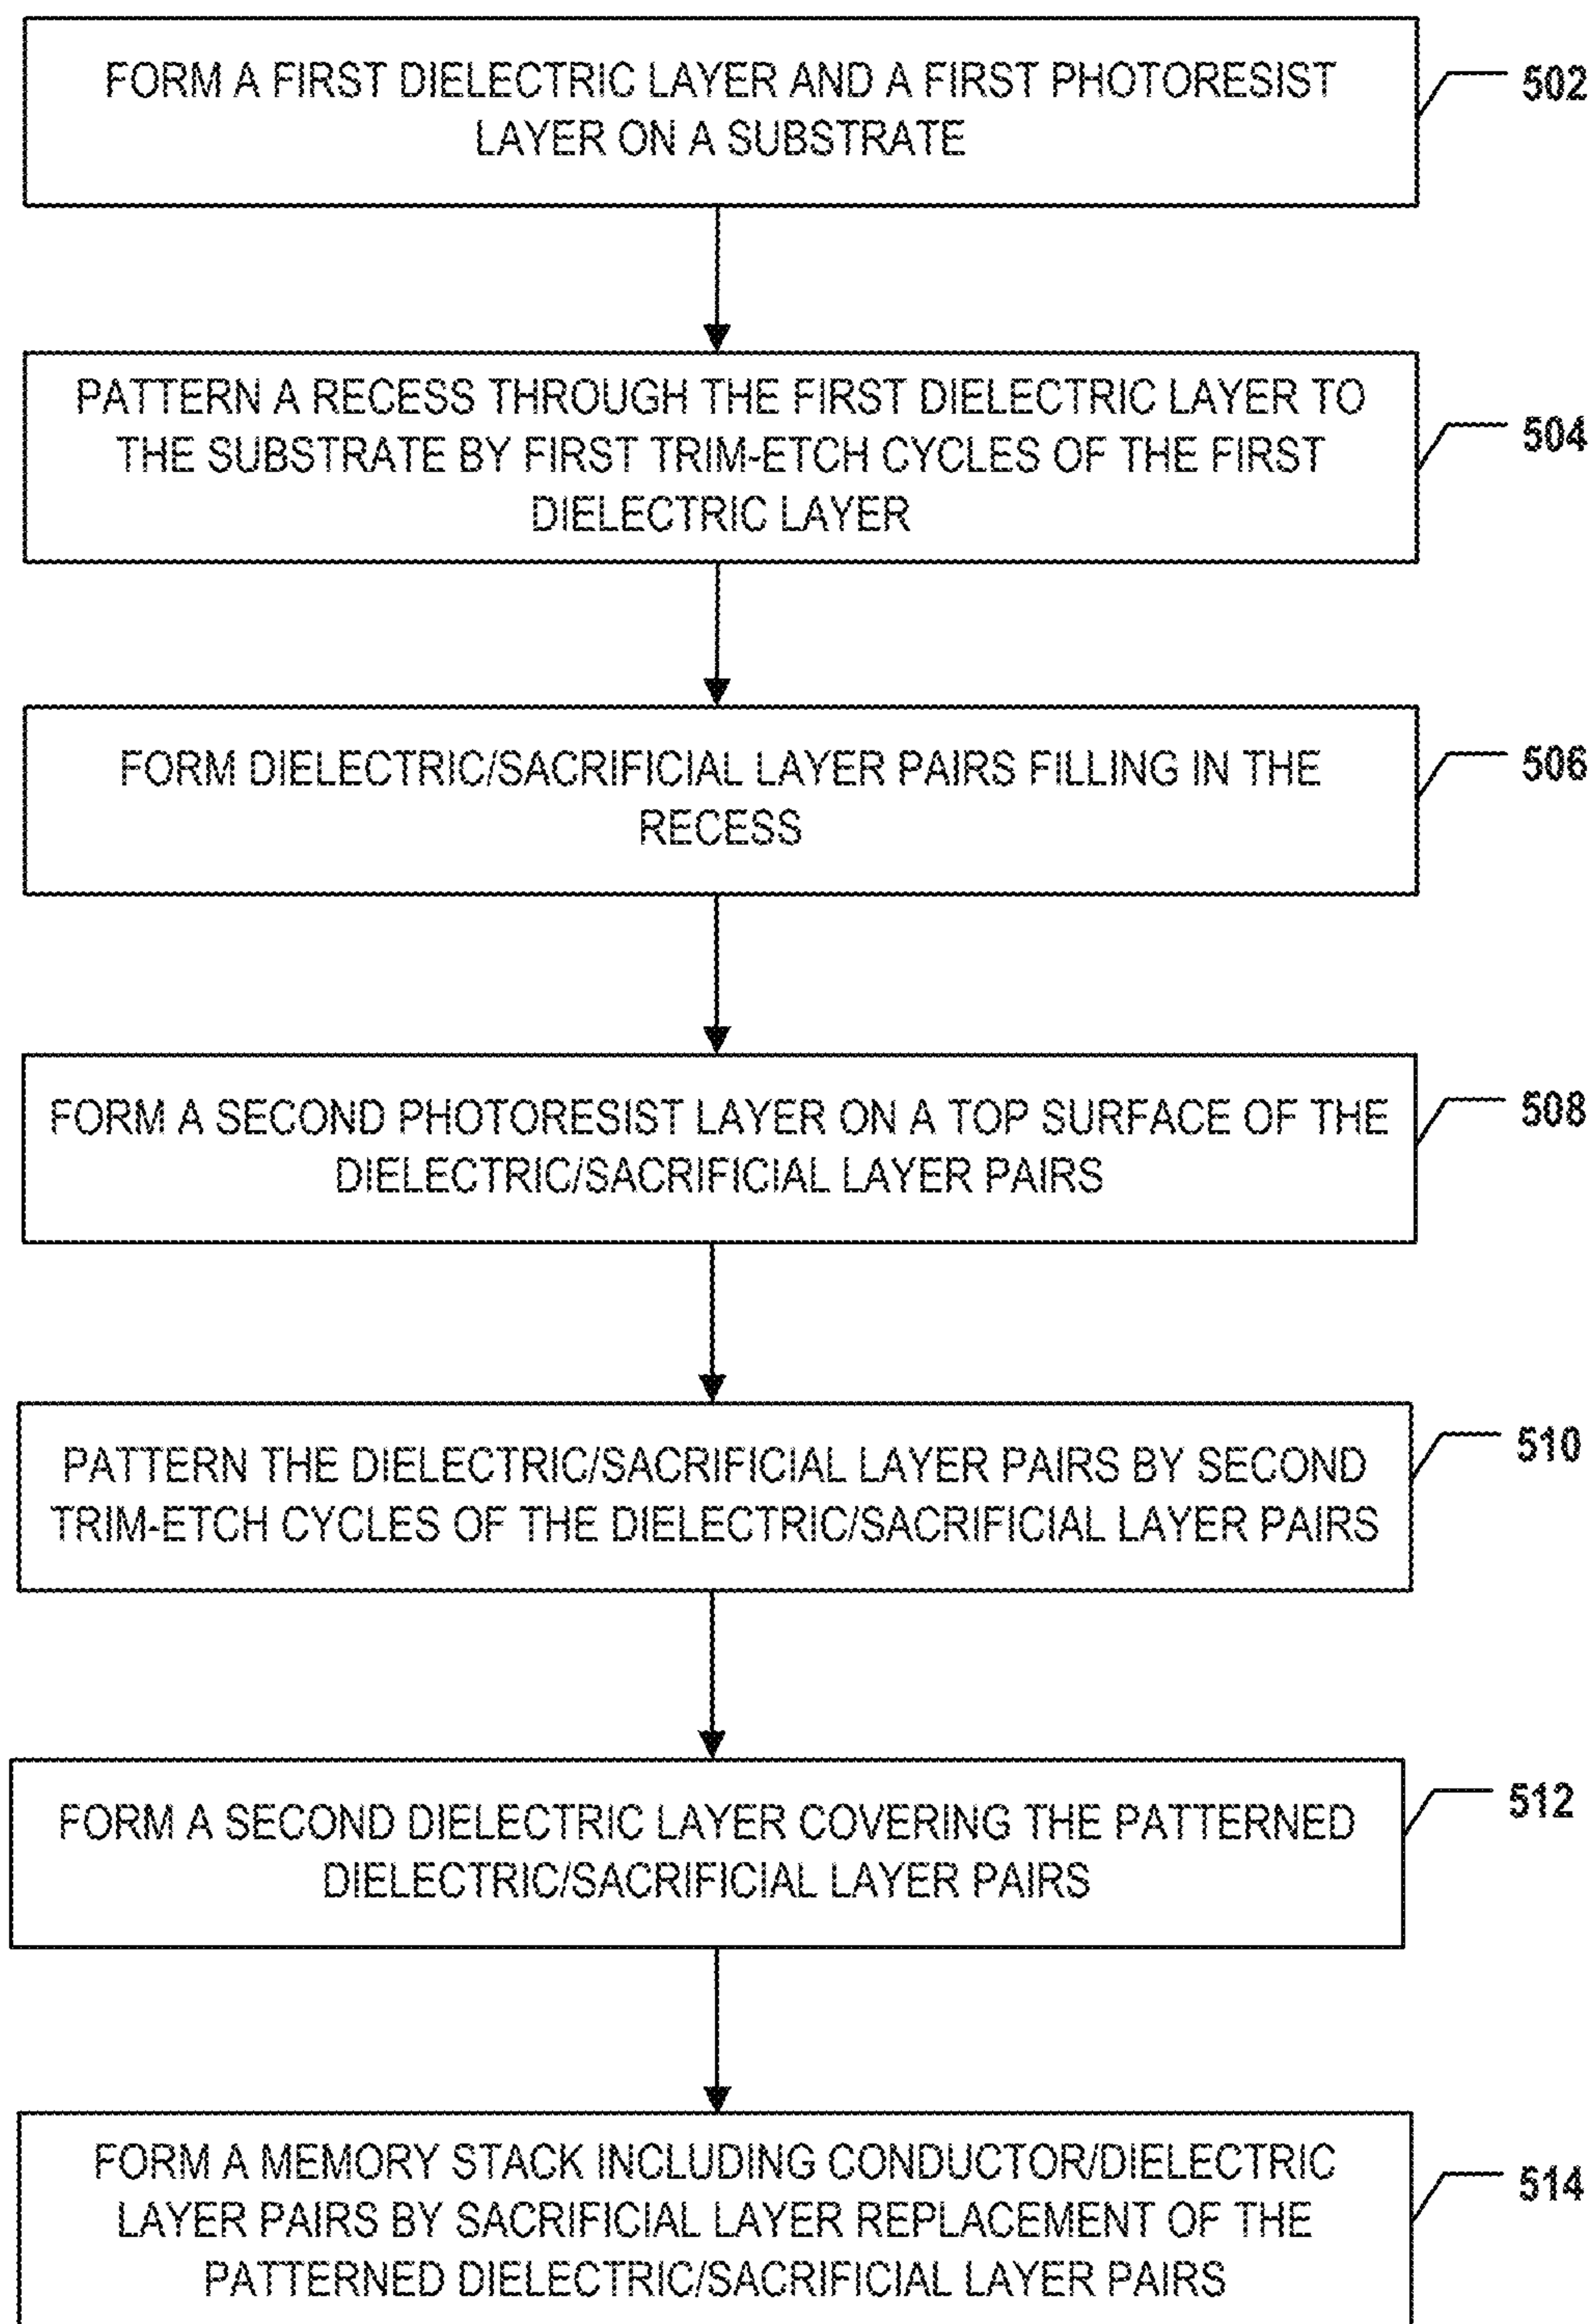 FORM A FIRST DIELECTRIC LAYER AND A FIRST PHOTORESIST
LAYER ON A SUBSTRATE
502
PATTERN A RECESS THROUGH THE FIRST DIELECTRIC LAYER TO
THE SUBSTRATE BY FIRST TRIM-ETCH CYCLES OF THE FIRST
DIELECTRIC LAYER
504
FORM DIELECTRIC/SACRIFICIAL LAYER PAIRS FILLING IN THE
RECESS
506
FORM A SECOND PHOTORESIST LAYER ON A TOP SURFACE OF THE
DIELECTRIC/SACRIFICIAL LAYER PAIRS
508
PATTERN THE DIELECTRIC/SACRIFICIAL LAYER PAIRS BY SECOND
TRIM-ETCH CYCLES OF THE DIELECTRIC/SACRIFICIAL LAYER PAIRS
510
FORM A SECOND DIELECTRIC LAYER COVERING THE PATTERNED
DIELECTRIC/SACRIFICIAL LAYER PAIRS
512
FORM A MEMORY STACK INCLUDING CONDUCTOR/DIELECTRIC
LAYER PAIRS BY SACRIFICIAL LAYER REPLACEMENT OF THE
PATTERNED DIELECTRIC/SACRIFICIAL LAYER PAIRS
514